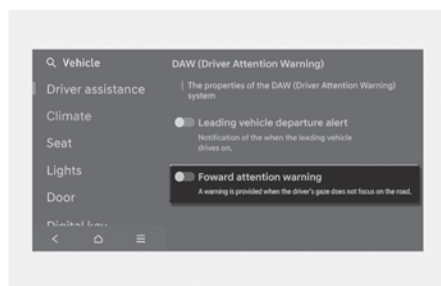 Vehicle
Driver assistance
Climate
Seat
Lights
Door
Digital key
DAW (Driver Attention Warning)
The properties of the DAW (Driver Attention Warning)
system
Leading vehicle departure alert
Notification of the when the leading vehicle
drives on,
Foward attention warning
A warning is provided when the driver's gaze does not focus on the road,